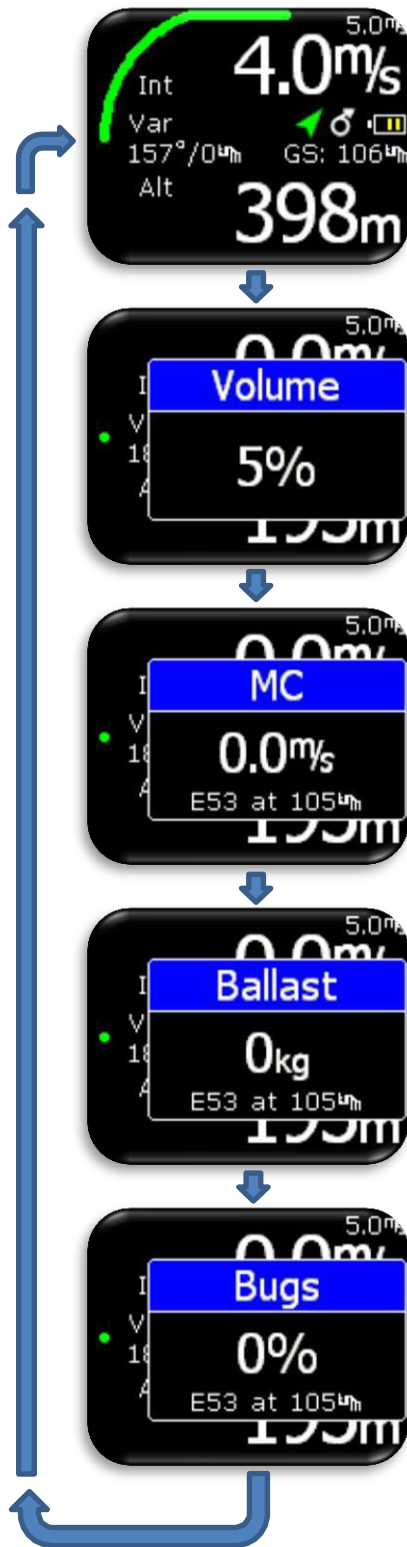 5.0m/s
Int 4.0m/s
Var
157°/0km/h GS: 106km/h
Alt 398m
5.0m/s
Volume
5%
5.0m/s
MC
0.0m/s
E53 at 105km/h
5.0m/s
Ballast
0kg
E53 at 105km/h
5.0m/s
Bugs
0%
E53 at 105km/h